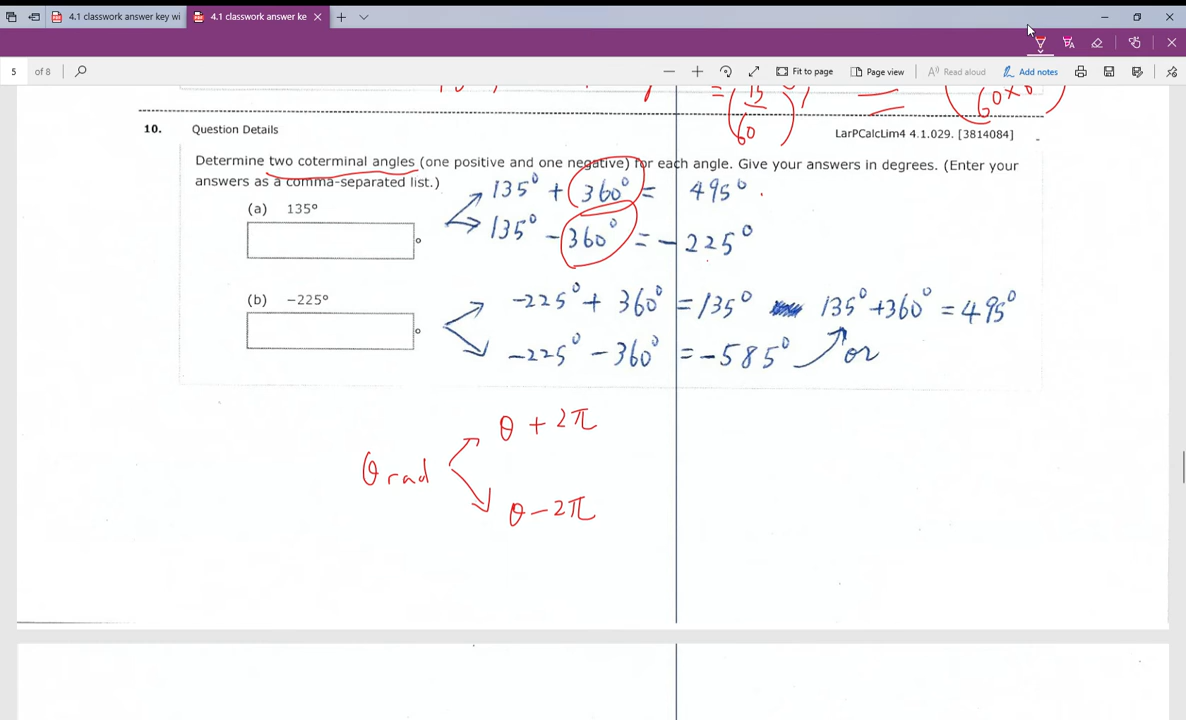 4.1 classwork answer key wi
4.1 classwork answer ke
5 of 8
Fit to page
Page view
Read aloud
Add notes
= (15/60)
60×6
10. Question Details LarPCalcLim4 4.1.029. [3814084]
Determine two coterminal angles (one positive and one negative) for each angle. Give your answers in degrees. (Enter your
answers as a comma-separated list.)
135° + 360° = 495°.
(a) 135°
135° - 360° = -225°
°
(b) -225°
-225° + 360° = 135° 135° + 360° = 495°
°
-225° - 360° = -585° or
θ + 2π
θ rad
θ - 2π